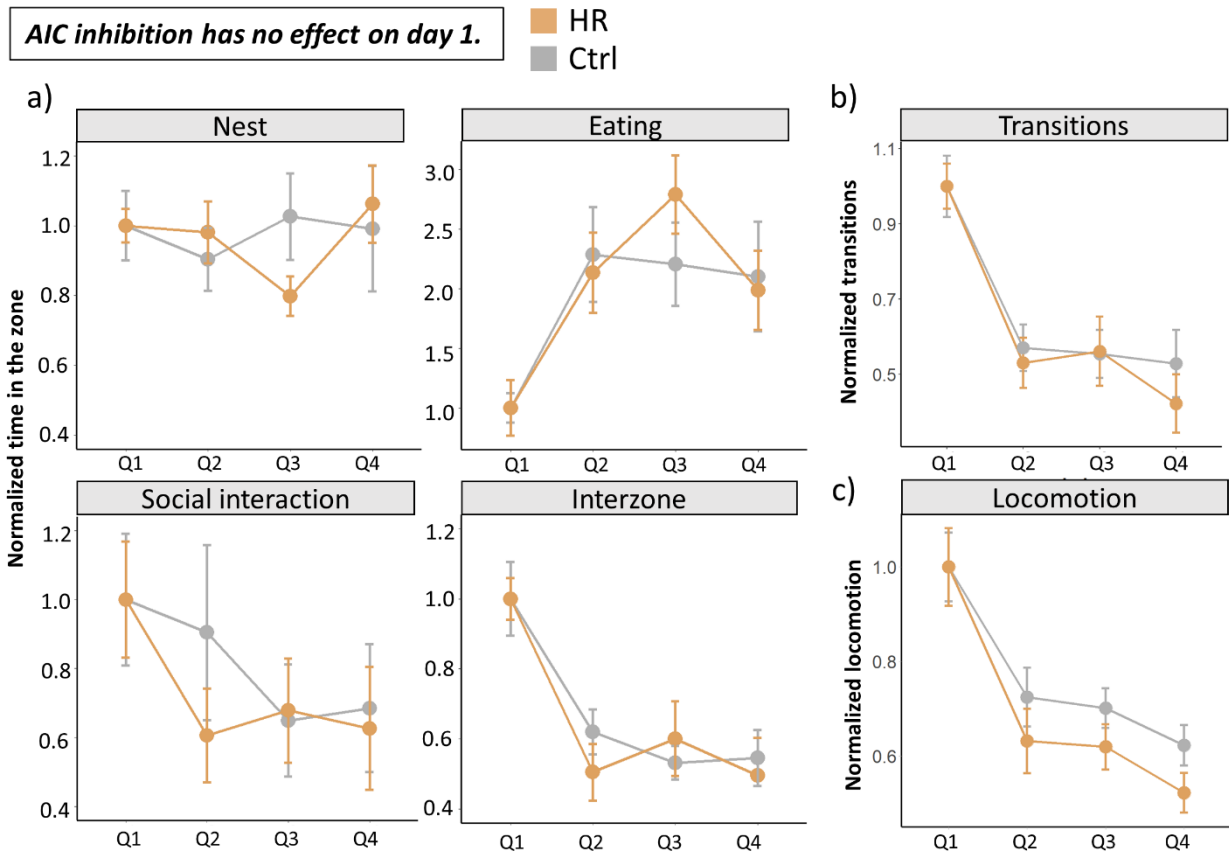 AIC inhibition has no effect on day 1.
HR
Ctrl
a)
Nest
1.2
1.0
0.8
0.6
0.4
Q1 Q2 Q3 Q4
Eating
3.0
2.5
2.0
1.5
1.0
Q1 Q2 Q3 Q4
Social interaction
1.2
1.0
0.8
0.6
0.4
Q1 Q2 Q3 Q4
Interzone
1.2
1.0
0.8
0.6
0.4
Q1 Q2 Q3 Q4
Normalized time in the zone
b)
Transitions
Normalized transitions
1.1
0.9
0.7
0.5
Q1 Q2 Q3 Q4
c)
Locomotion
Normalized locomotion
1.0
0.8
0.6
Q1 Q2 Q3 Q4